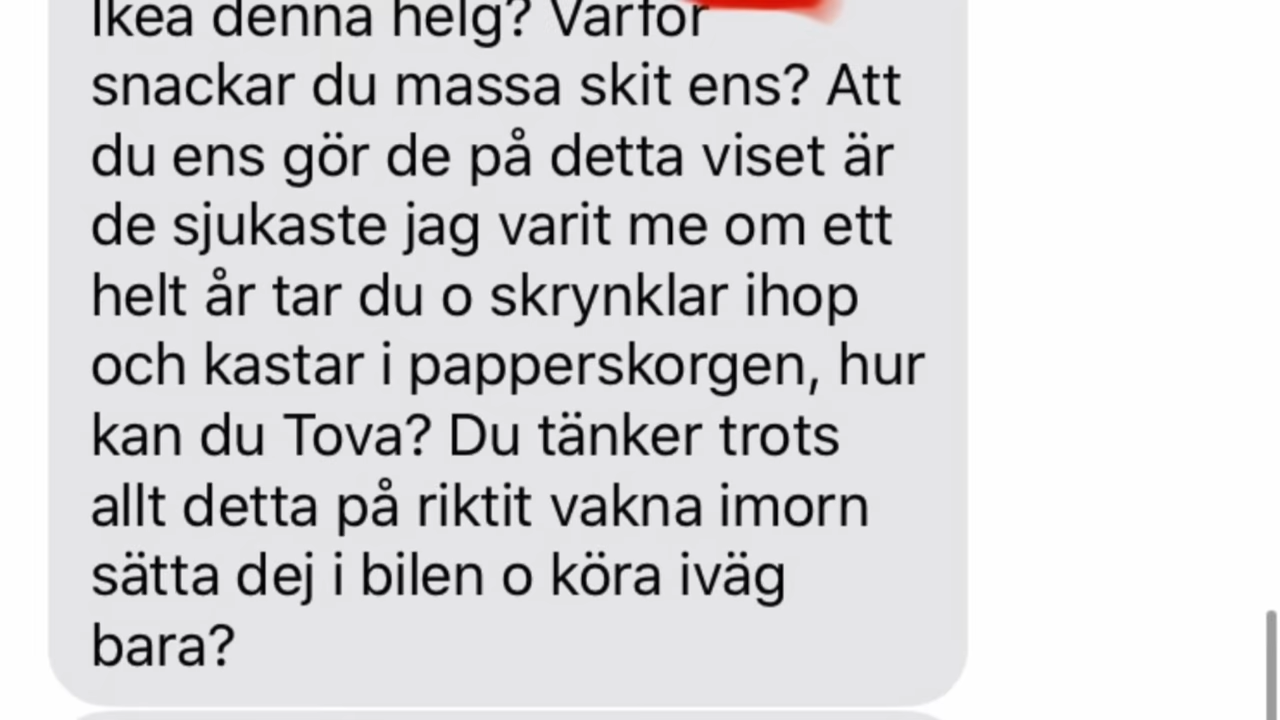 Ikea denna helg? Varför
snackar du massa skit ens? Att
du ens gör de på detta viset är
de sjukaste jag varit me om ett
helt år tar du o skrynklar ihop
och kastar i papperskorgen, hur
kan du Tova? Du tänker trots
allt detta på riktit vakna imorn
sätta dej i bilen o köra iväg
bara?